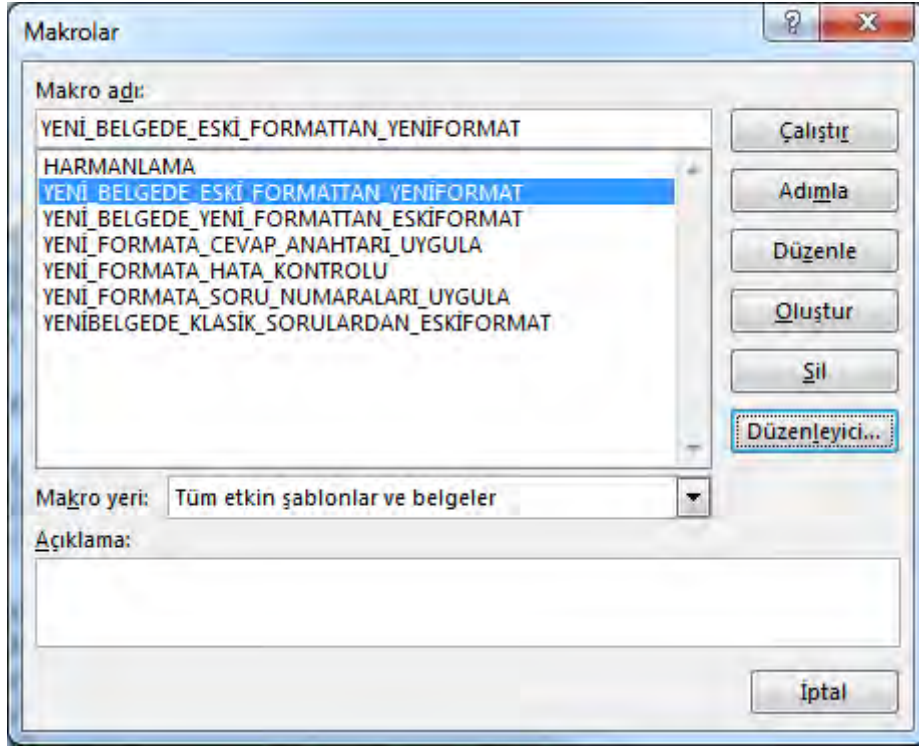 Makrolar
Makro adı:
YENİ_BELGEDE_ESKİ_FORMATTAN_YENİFORMAT
HARMANLAMA
YENİ_BELGEDE_ESKİ_FORMATTAN_YENİFORMAT
YENİ_BELGEDE_YENİ_FORMATTAN_ESKİFORMAT
YENİ_FORMATA_CEVAP_ANAHTARI_UYGULA
YENİ_FORMATA_HATA_KONTROLU
YENİ_FORMATA_SORU_NUMARALARI_UYGULA
YENİBELGEDE_KLASİK_SORULARDAN_ESKİFORMAT
Çalıştır
Adımla
Düzenle
Oluştur
Sil
Düzenleyici...
Makro yeri: Tüm etkin şablonlar ve belgeler
Açıklama:
İptal